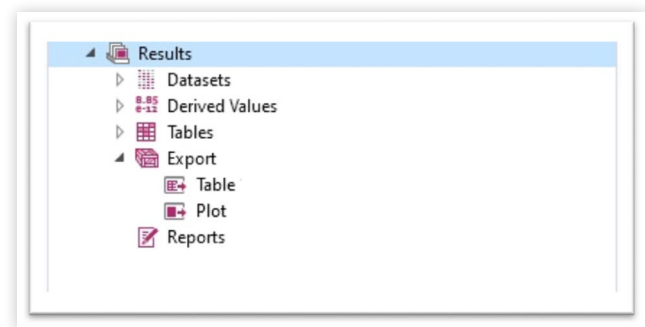 Results
Datasets
8.85
e-12 Derived Values
Tables
Export
Table
Plot
Reports